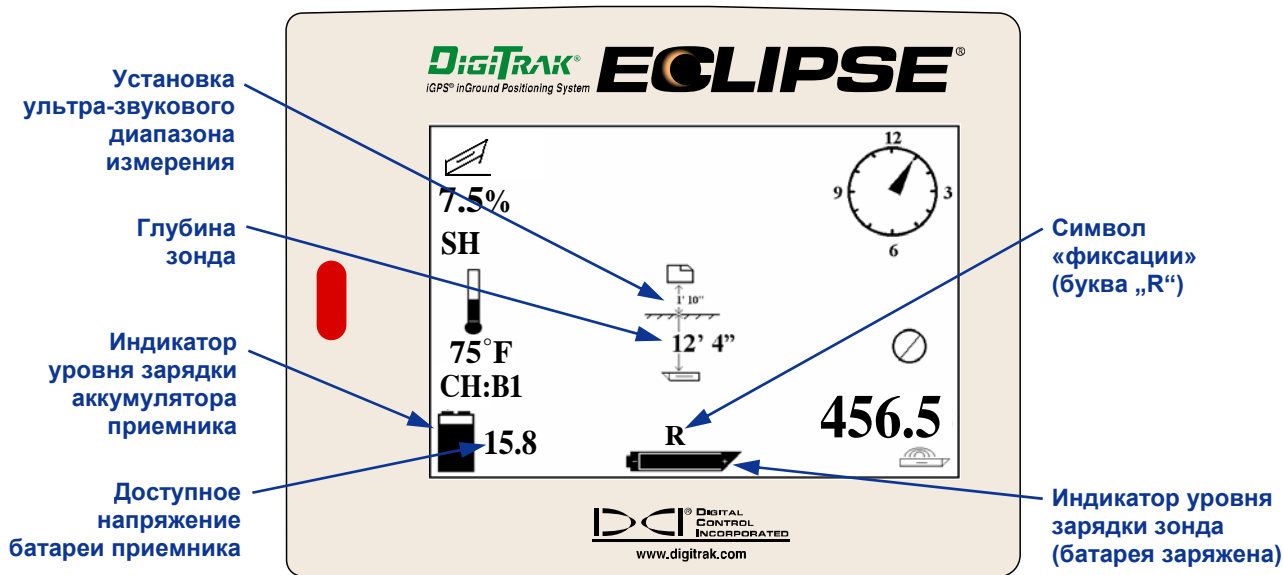 DIGITRAK®
iGPS® inGround Positioning System
ECLIPSE®
Установка
ультра-звукового
диапазона
измерения
Глубина
зонда
Индикатор
уровня зарядки
аккумулятора
приемника
Доступное
напряжение
батареи приемника
7.5%
SH
75°F
CH:B1
15.8
1' 10"
12' 4”
R
12
3
6
9
456.5
Символ
«фиксации»
(буква „R“)
Индикатор уровня
зарядки зонда
(батарея заряжена)
DCI® DIGITAL
CONTROL
INCORPORATED
www.digitrak.com